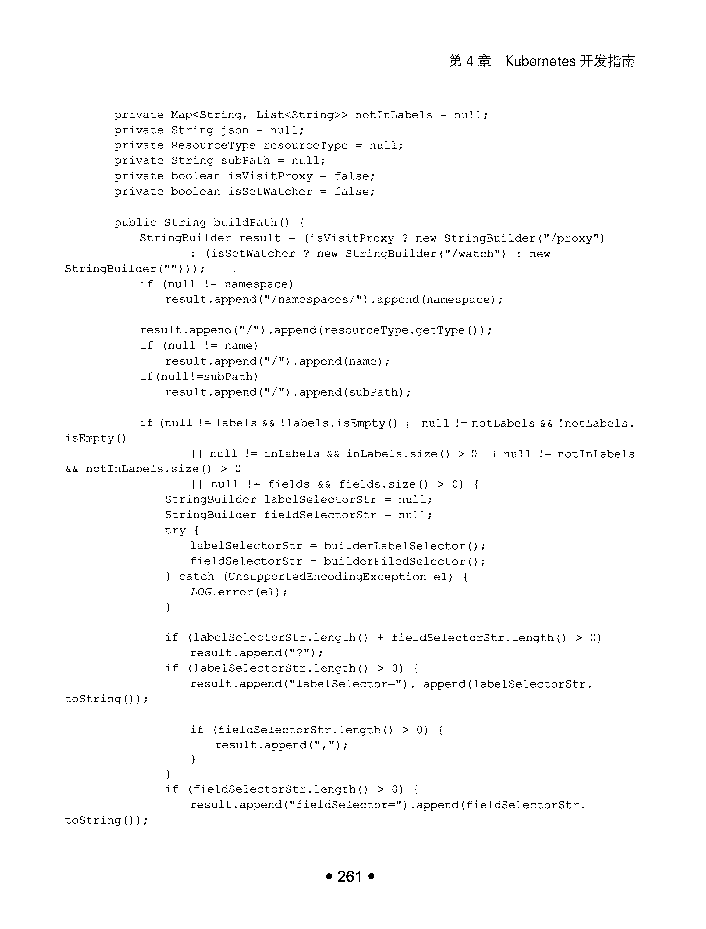 第 4 章 Kubernetes 开发指南
private Map<String, List<String>> notInLabels = null;
private String json = null;
private ResourceType resourceType = null;
private String subPath = null;
private boolean isVisitProxy = false;
private boolean isSetWatcher = false;
public String buildPath() {
StringBuilder result = (isVisitProxy ? new StringBuilder("/proxy")
: (isSetWatcher ? new StringBuilder("/watch") : new
StringBuilder("")));
if (null != namespace)
result.append("/namespaces/").append(namespace);
result.append("/").append(resourceType.getType());
if (null != name)
result.append("/").append(name);
if(null!=subPath)
result.append("/").append(subPath);
if (null != labels && !labels.isEmpty() || null != notLabels && !notLabels.
isEmpty()
|| null != inLabels && inLabels.size() > 0 || null != notInLabels
&& notInLabels.size() > 0
|| null != fields && fields.size() > 0) {
StringBuilder labelSelectorStr = null;
StringBuilder fieldSelectorStr = null;
try {
labelSelectorStr = builderLabelSelector();
fieldSelectorStr = builderFiledSelector();
} catch (UnsupportedEncodingException e1) {
LOG.error(e1);
}
if (labelSelectorStr.length() + fieldSelectorStr.length() > 0)
result.append("?");
if (labelSelectorStr.length() > 0) {
result.append("labelSelector="). append(labelSelectorStr.
toString());
if (fieldSelectorStr.length() > 0) {
result.append(",");
}
}
if (fieldSelectorStr.length() > 0) {
result.append("fieldSelector=").append(fieldSelectorStr.
toString());
• 261 •